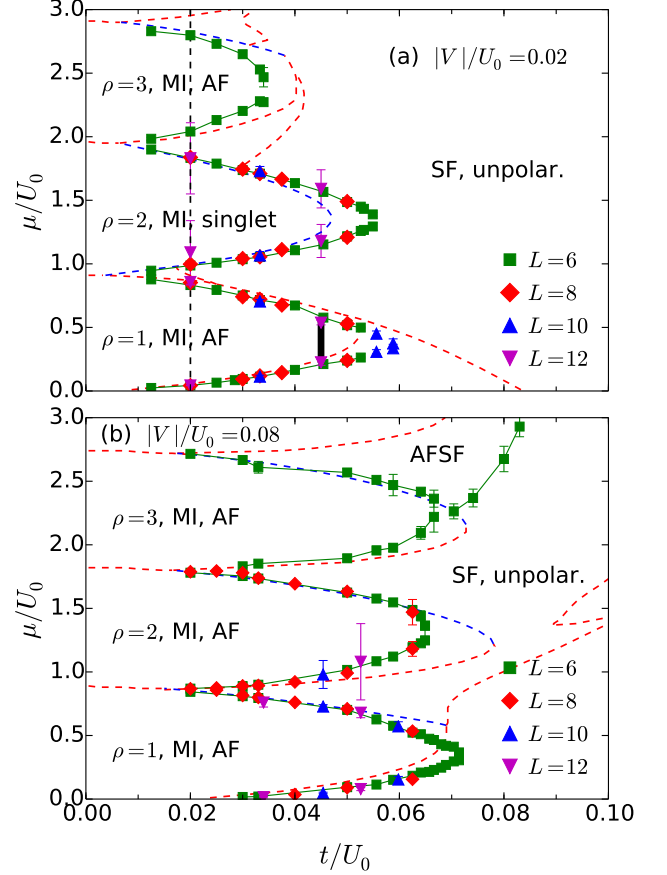 3.0
(a) |V|/U₀=0.02
2.5
ρ=3, MI, AF
2.0
SF, unpolar.
μ/U₀
1.5
ρ=2, MI, singlet
1.0
L=6
L=8
0.5
ρ=1, MI, AF
L=10
L=12
0.0
3.0
(b) |V|/U₀=0.08
AFSF
2.5
ρ=3, MI, AF
2.0
SF, unpolar.
μ/U₀
1.5
ρ=2, MI, AF
1.0
L=6
L=8
0.5
ρ=1, MI, AF
L=10
L=12
0.0
0.00 0.02 0.04 0.06 0.08 0.10
t/U₀